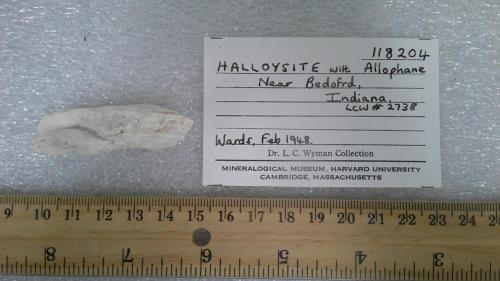 118204
HALLOYSITE with Allophane
Near Bedofrd,
Indiana,
LCW # 2738
Wards, Feb 1948.
Dr. L. C. Wyman Collection
MINERALOGICAL MUSEUM, HARVARD UNIVERSITY
CAMBRIDGE, MASSACHUSETTS
9 10 11 12 13 14 15 16 17 18 19 20 21 22 23 24 25
8 7 6 5 4 3